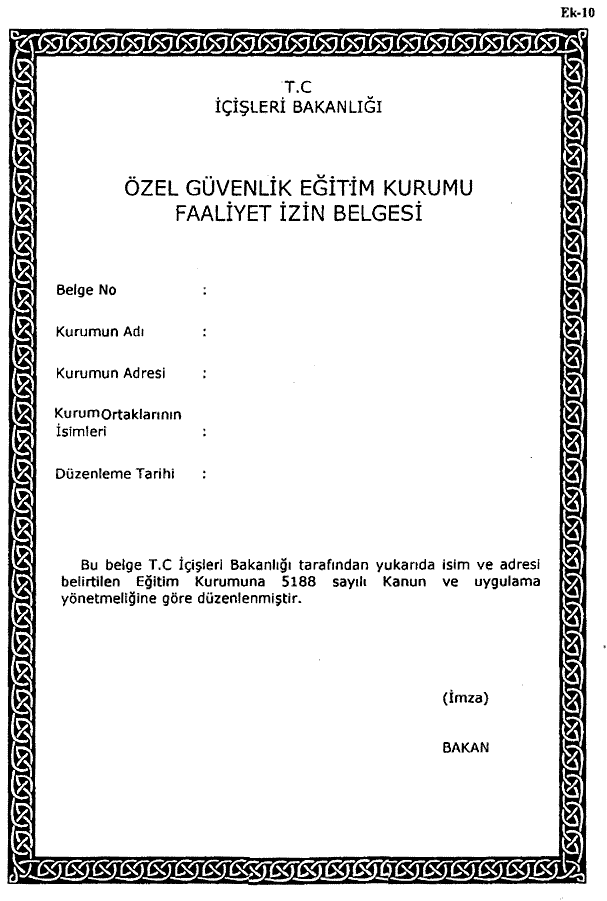 Ek-10
T.C
İÇİŞLERİ BAKANLIĞI
ÖZEL GÜVENLİK EĞİTİM KURUMU
FAALİYET İZİN BELGESİ
Belge No :
Kurumun Adı :
Kurumun Adresi :
Kurum Ortaklarının
İsimleri :
Düzenleme Tarihi :
Bu belge T.C İçişleri Bakanlığı tarafından yukarıda isim ve adresi
belirtilen Eğitim Kurumuna 5188 sayılı Kanun ve uygulama
yönetmeliğine göre düzenlenmiştir.
(İmza)
BAKAN